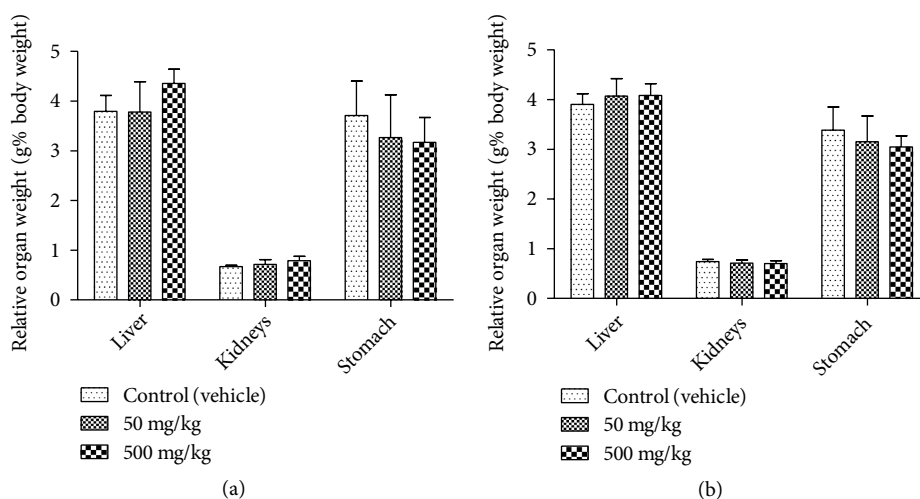 Relative organ weight (g% body weight)
5
4
3
2
1
0
Liver
Kidneys
Stomach
Control (vehicle)
50 mg/kg
500 mg/kg
(a)
Relative organ weight (g% body weight)
5
4
3
2
1
0
Liver
Kidneys
Stomach
Control (vehicle)
50 mg/kg
500 mg/kg
(b)